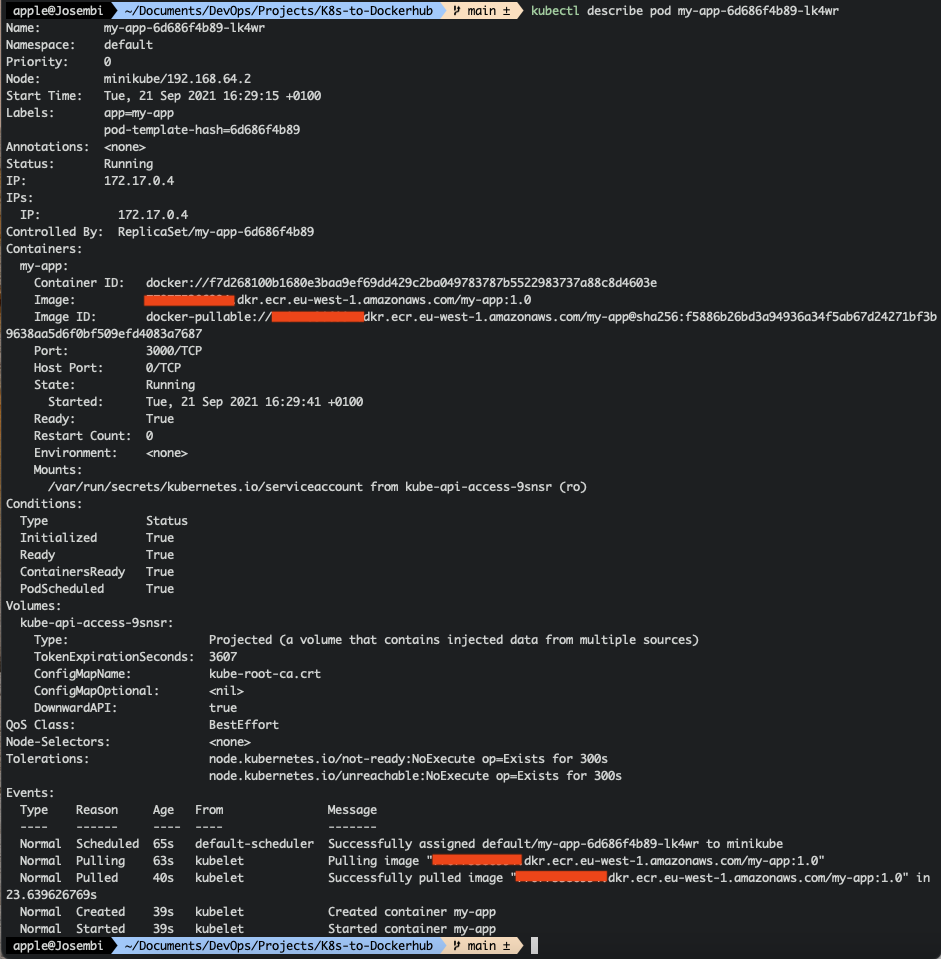 apple@Josembi ~/Documents/DevOps/Projects/K8s-to-Dockerhub main ± kubectl describe pod my-app-6d686f4b89-lk4wr
Name: my-app-6d686f4b89-lk4wr
Namespace: default
Priority: 0
Node: minikube/192.168.64.2
Start Time: Tue, 21 Sep 2021 16:29:15 +0100
Labels: app=my-app
pod-template-hash=6d686f4b89
Annotations: <none>
Status: Running
IP: 172.17.0.4
IPs:
IP: 172.17.0.4
Controlled By: ReplicaSet/my-app-6d686f4b89
Containers:
my-app:
Container ID: docker://f7d268100b1680e3baa9ef69dd429c2ba049783787b5522983737a88c8d4603e
Image: .dkr.ecr.eu-west-1.amazonaws.com/my-app:1.0
Image ID: docker-pullable://dkr.ecr.eu-west-1.amazonaws.com/my-app@sha256:f5886b26bd3a94936a34f5ab67d24271bf3b
9638aa5d6f0bf509efd4083a7687
Port: 3000/TCP
Host Port: 0/TCP
State: Running
Started: Tue, 21 Sep 2021 16:29:41 +0100
Ready: True
Restart Count: 0
Environment: <none>
Mounts:
/var/run/secrets/kubernetes.io/serviceaccount from kube-api-access-9snsr (ro)
Conditions:
Type Status
Initialized True
Ready True
ContainersReady True
PodScheduled True
Volumes:
kube-api-access-9snsr:
Type: Projected (a volume that contains injected data from multiple sources)
TokenExpirationSeconds: 3607
ConfigMapName: kube-root-ca.crt
ConfigMapOptional: <nil>
DownwardAPI: true
QoS Class: BestEffort
Node-Selectors: <none>
Tolerations: node.kubernetes.io/not-ready:NoExecute op=Exists for 300s
node.kubernetes.io/unreachable:NoExecute op=Exists for 300s
Events:
Type Reason Age From Message
---- ------ ---- ---- -------
Normal Scheduled 65s default-scheduler Successfully assigned default/my-app-6d686f4b89-lk4wr to minikube
Normal Pulling 63s kubelet Pulling image ".dkr.ecr.eu-west-1.amazonaws.com/my-app:1.0"
Normal Pulled 40s kubelet Successfully pulled image ".dkr.ecr.eu-west-1.amazonaws.com/my-app:1.0" in
23.639626769s
Normal Created 39s kubelet Created container my-app
Normal Started 39s kubelet Started container my-app
apple@Josembi ~/Documents/DevOps/Projects/K8s-to-Dockerhub main ±